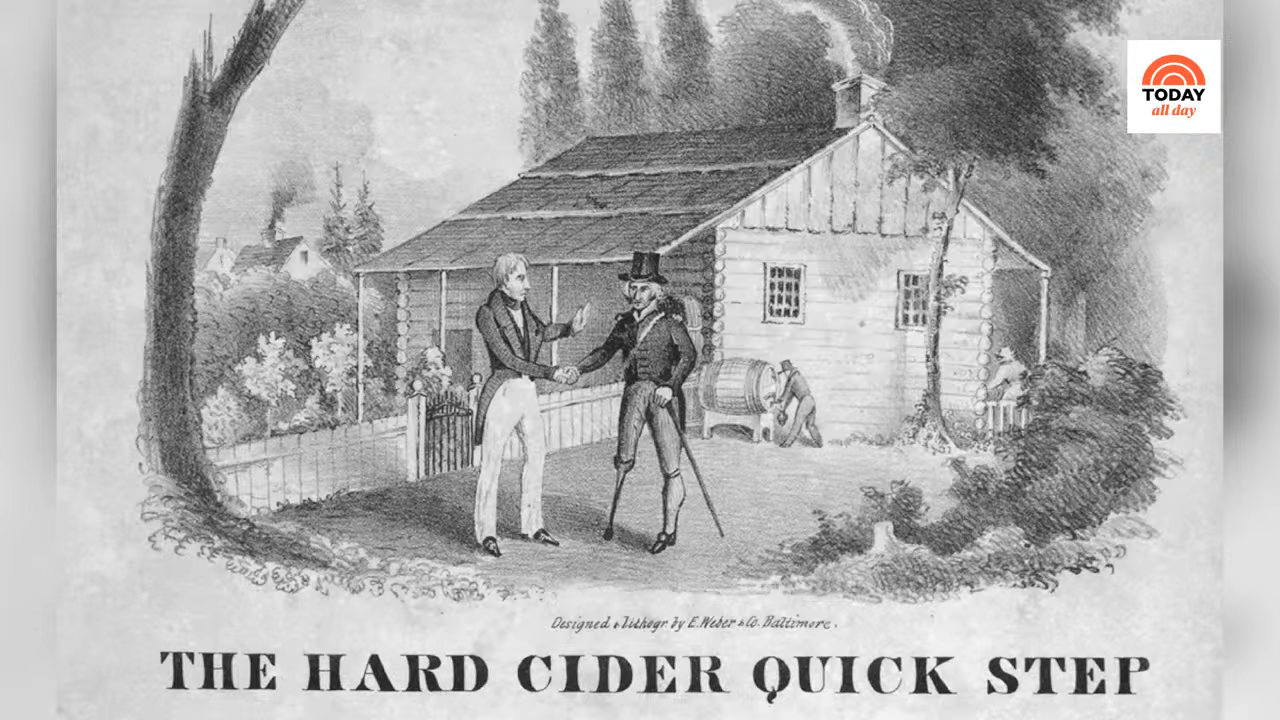 TODAY
all day
Designed & lithogr. by E. Weber & Co. Baltimore.
THE HARD CIDER QUICK STEP